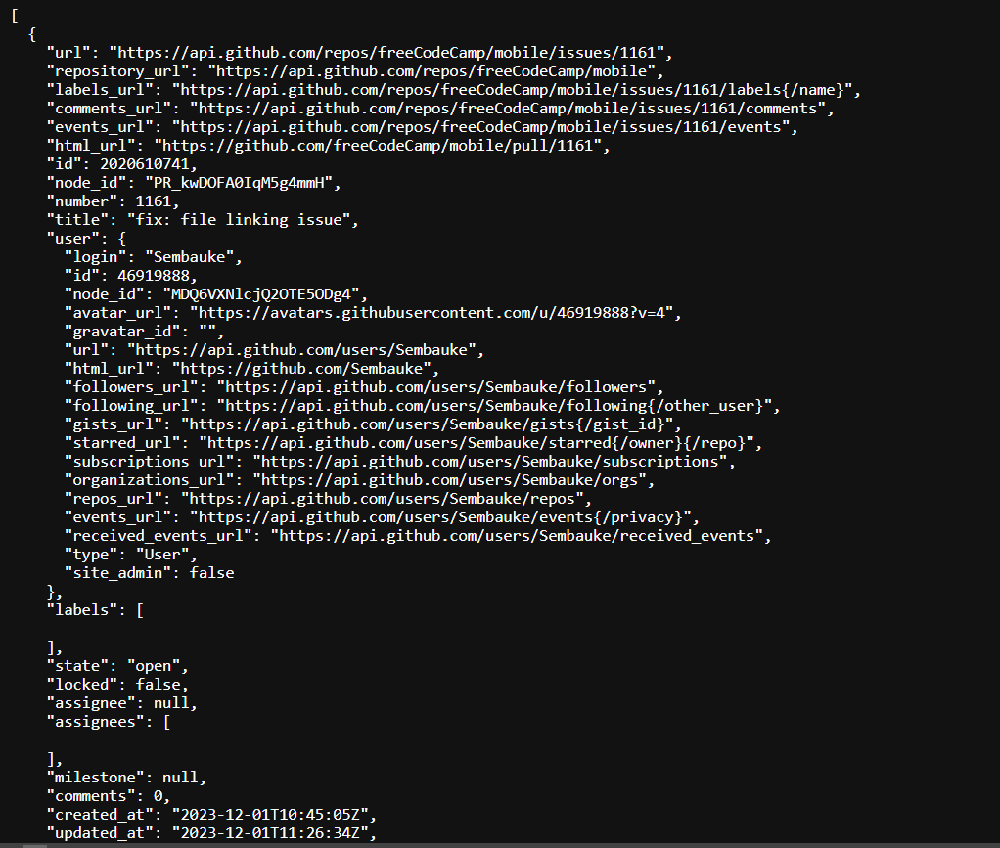 [
{
"url": "https://api.github.com/repos/freeCodeCamp/mobile/issues/1161",
"repository_url": "https://api.github.com/repos/freeCodeCamp/mobile",
"labels_url": "https://api.github.com/repos/freeCodeCamp/mobile/issues/1161/labels{/name}",
"comments_url": "https://api.github.com/repos/freeCodeCamp/mobile/issues/1161/comments",
"events_url": "https://api.github.com/repos/freeCodeCamp/mobile/issues/1161/events",
"html_url": "https://github.com/freeCodeCamp/mobile/pull/1161",
"id": 2020610741,
"node_id": "PR_kwDOFA0IqM5g4mmH",
"number": 1161,
"title": "fix: file linking issue",
"user": {
"login": "Sembauke",
"id": 46919888,
"node_id": "MDQ6VXNlcjQ2OTE5ODg4",
"avatar_url": "https://avatars.githubusercontent.com/u/46919888?v=4",
"gravatar_id": "",
"url": "https://api.github.com/users/Sembauke",
"html_url": "https://github.com/Sembauke",
"followers_url": "https://api.github.com/users/Sembauke/followers",
"following_url": "https://api.github.com/users/Sembauke/following{/other_user}",
"gists_url": "https://api.github.com/users/Sembauke/gists{/gist_id}",
"starred_url": "https://api.github.com/users/Sembauke/starred{/owner}{/repo}",
"subscriptions_url": "https://api.github.com/users/Sembauke/subscriptions",
"organizations_url": "https://api.github.com/users/Sembauke/orgs",
"repos_url": "https://api.github.com/users/Sembauke/repos",
"events_url": "https://api.github.com/users/Sembauke/events{/privacy}",
"received_events_url": "https://api.github.com/users/Sembauke/received_events",
"type": "User",
"site_admin": false
},
"labels": [
],
"state": "open",
"locked": false,
"assignee": null,
"assignees": [
],
"milestone": null,
"comments": 0,
"created_at": "2023-12-01T10:45:05Z",
"updated_at": "2023-12-01T11:26:34Z",